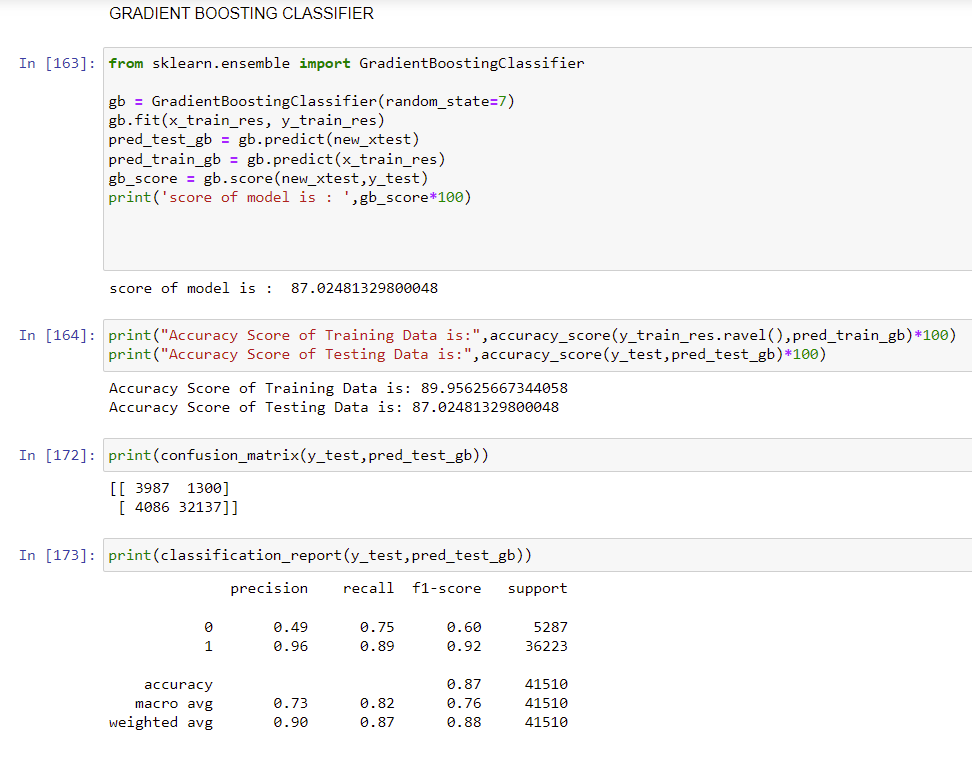 GRADIENT BOOSTING CLASSIFIER
In [163]: from sklearn.ensemble import GradientBoostingClassifier
gb = GradientBoostingClassifier(random_state=7)
gb.fit(x_train_res, y_train_res)
pred_test_gb = gb.predict(new_xtest)
pred_train_gb = gb.predict(x_train_res)
gb_score = gb.score(new_xtest,y_test)
print('score of model is : ',gb_score*100)
score of model is :  87.02481329800048
In [164]: print("Accuracy Score of Training Data is:",accuracy_score(y_train_res.ravel(),pred_train_gb)*100)
print("Accuracy Score of Testing Data is:",accuracy_score(y_test,pred_test_gb)*100)
Accuracy Score of Training Data is: 89.95625667344058
Accuracy Score of Testing Data is: 87.02481329800048
In [172]: print(confusion_matrix(y_test,pred_test_gb))
[[ 3987  1300]
 [ 4086 32137]]
In [173]: print(classification_report(y_test,pred_test_gb))
precision    recall  f1-score   support
0       0.49      0.75      0.60      5287
1       0.96      0.89      0.92     36223
accuracy                           0.87     41510
macro avg       0.73      0.82      0.76     41510
weighted avg       0.90      0.87      0.88     41510